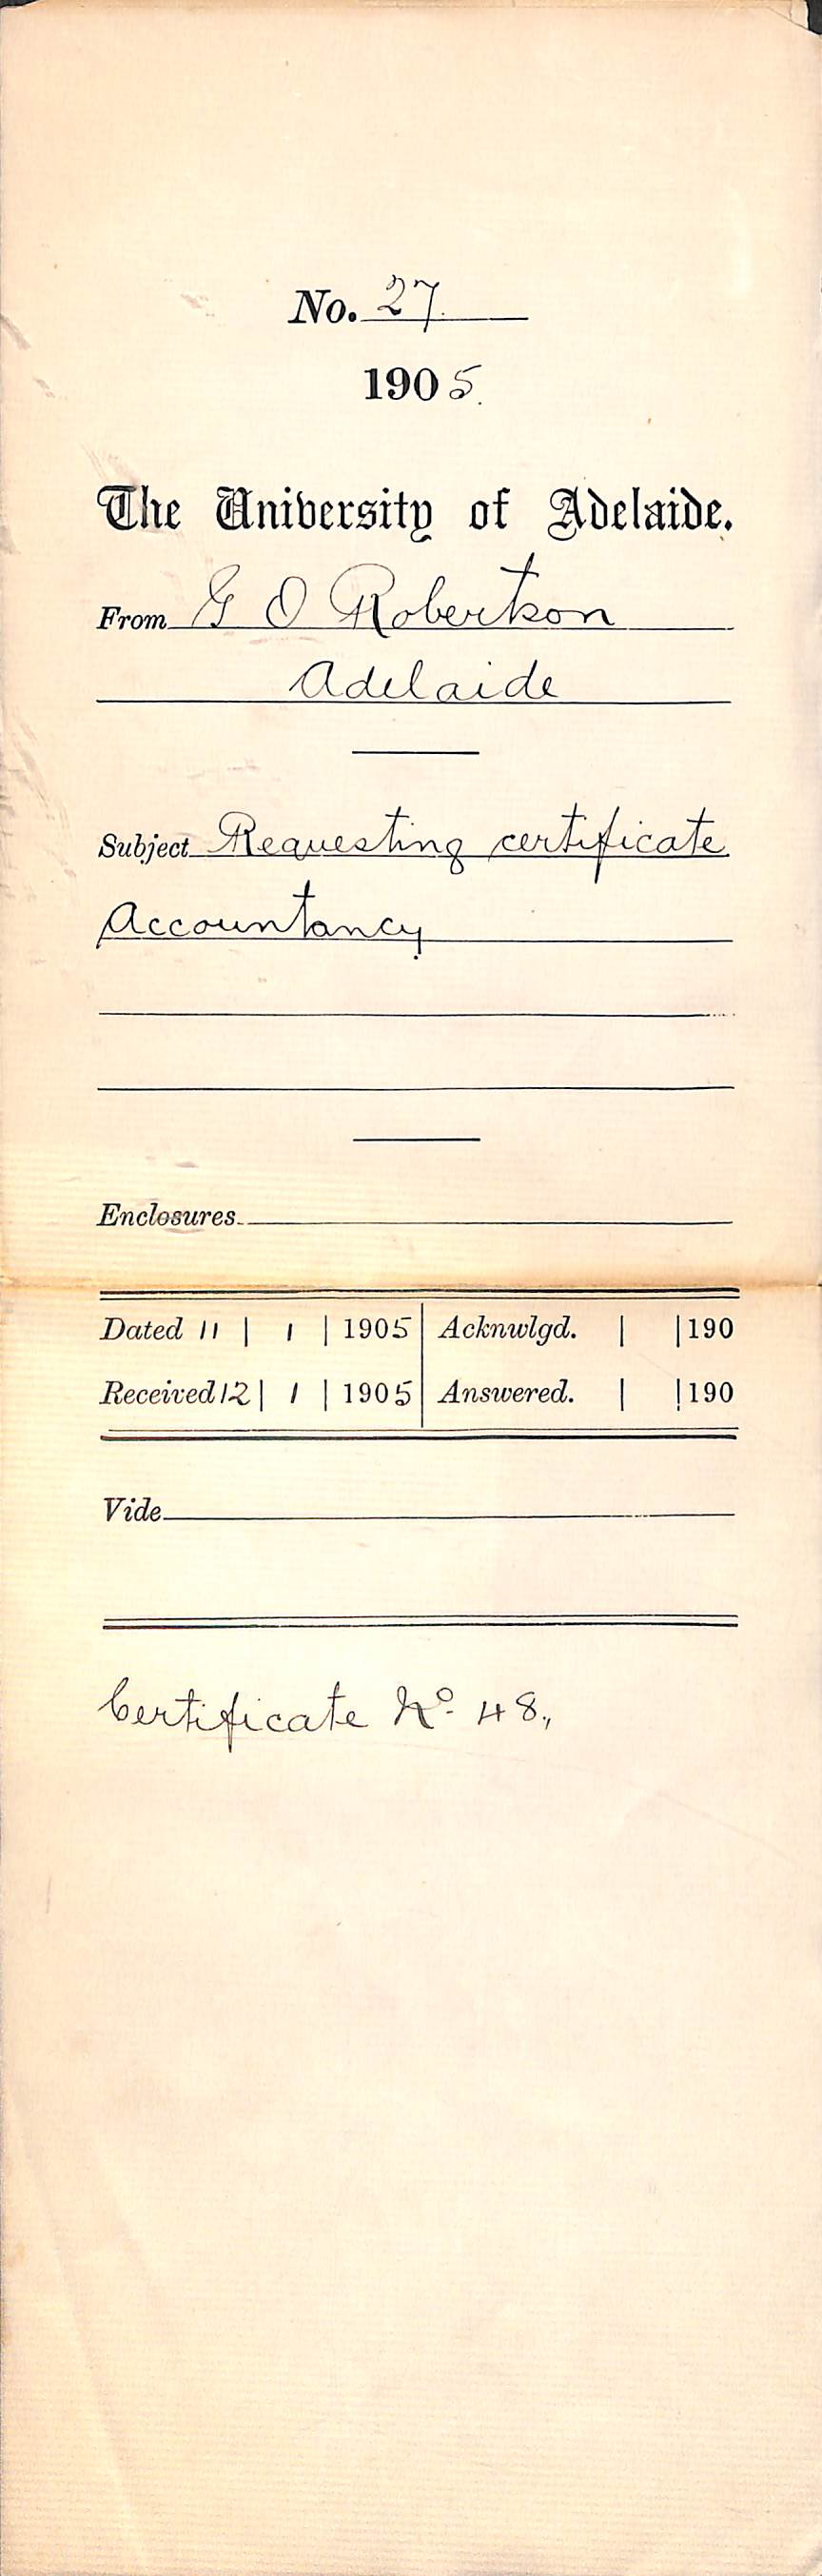 No. 27.
1905.
The University of Adelaide.
From G O Robertson
Adelaide
Subject Requesting certificate
Accountancy
Enclosures
Dated 11 | 1 | 1905 | Acknwlgd. | |190
Received 12 | 1 | 1905 | Answered. | |190
Vide
Certificate No. 48.,